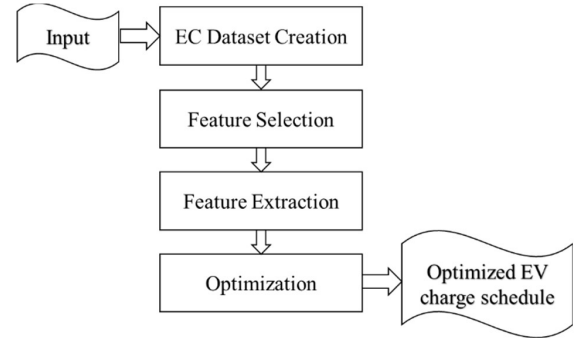 Input
EC Dataset Creation
Feature Selection
Feature Extraction
Optimization
Optimized EV
charge schedule